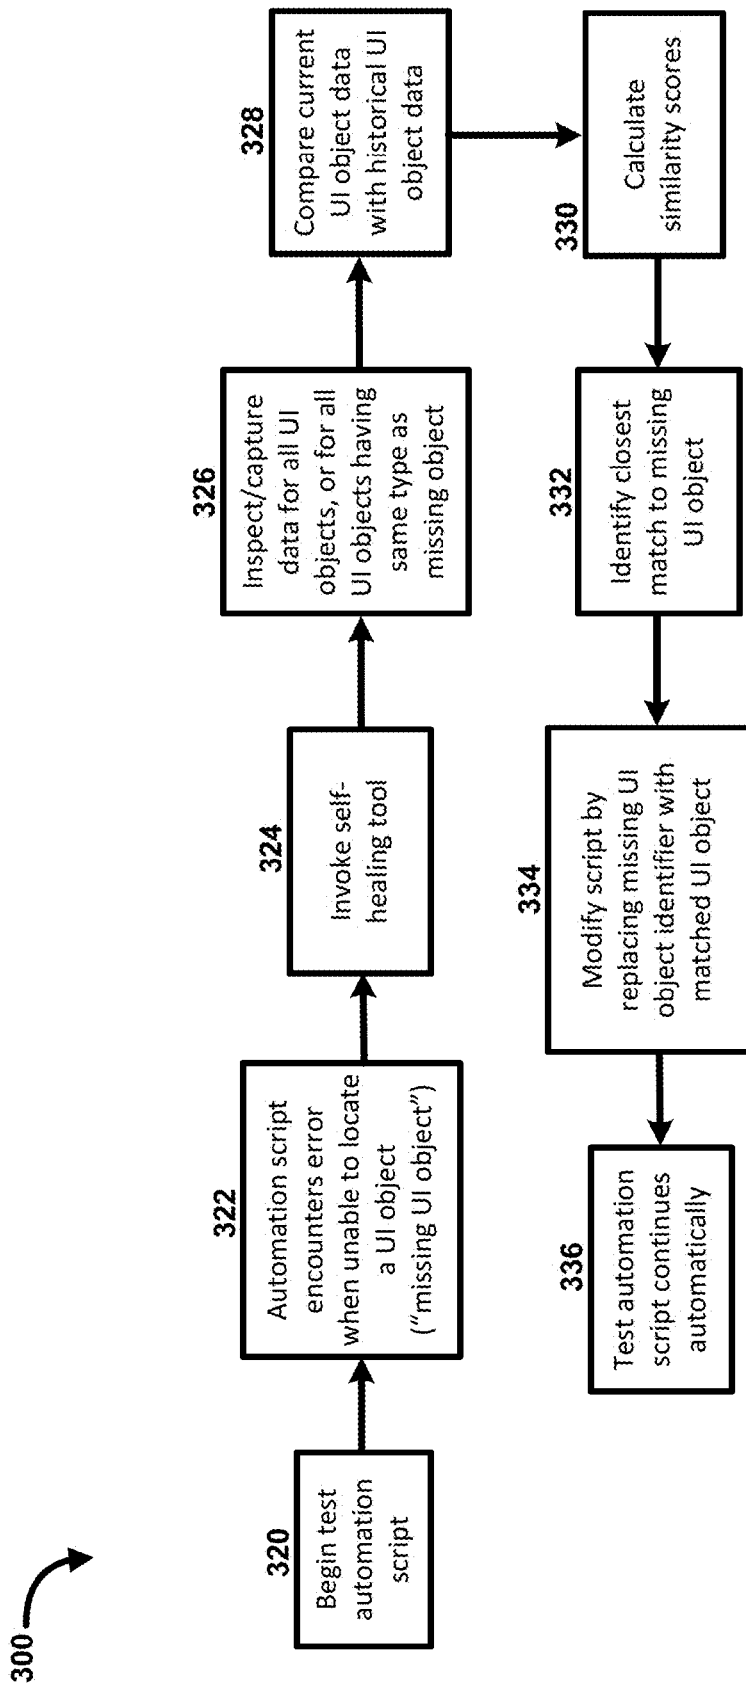 300
320
Begin test
automation
script
322
Automation script
encounters error
when unable to locate
a UI object
(“missing UI object”)
324
Invoke self-
healing tool
326
Inspect/capture
data for all UI
objects, or for all
UI objects having
same type as
missing object
328
Compare current
UI object data
with historical UI
object data
330
Calculate
similarity scores
332
Identify closest
match to missing
UI object
334
Modify script by
replacing missing UI
object identifier with
matched UI object
336
Test automation
script continues
automatically